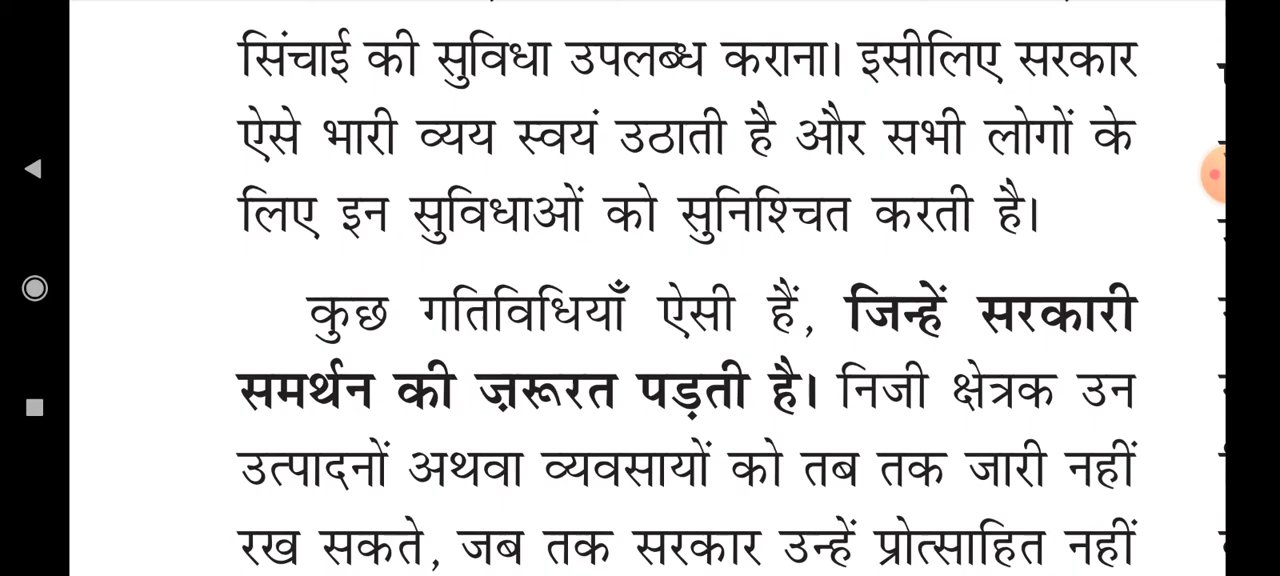 सिंचाई की सुविधा उपलब्ध कराना। इसीलिए सरकार
ऐसे भारी व्यय स्वयं उठाती है और सभी लोगों के
लिए इन सुविधाओं को सुनिश्चित करती है।
कुछ गतिविधियाँ ऐसी हैं, जिन्हें सरकारी
समर्थन की ज़रूरत पड़ती है। निजी क्षेत्रक उन
उत्पादनों अथवा व्यवसायों को तब तक जारी नहीं
रख सकते, जब तक सरकार उन्हें प्रोत्साहित नहीं